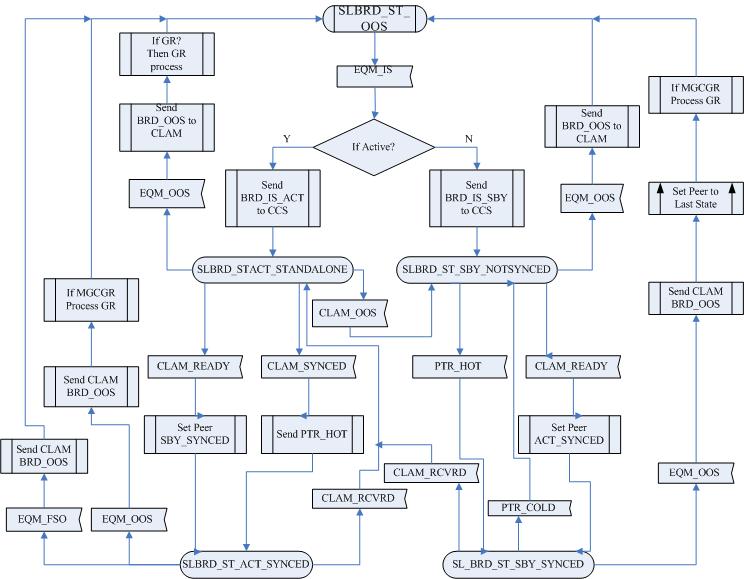 SLBRD_ST_
OOS
If GR?
Then GR
process
EQM_IS
If MGCGR
Process GR
Send
BRD_OOS to
CLAM
Send
BRD_OOS to
CLAM
Y
If Active?
N
EQM_OOS
Send
BRD_IS_ACT
to CCS
Send
BRD_IS_SBY
to CCS
EQM_OOS
Set Peer to
Last State
SLBRD_STACT_STANDALONE
SLBRD_ST_SBY_NOTSYNCED
If MGCGR
Process GR
CLAM_OOS
Send CLAM
BRD_OOS
CLAM_READY
CLAM_SYNCED
PTR_HOT
CLAM_READY
Send CLAM
BRD_OOS
Set Peer
SBY_SYNCED
Send PTR_HOT
Set Peer
ACT_SYNCED
Send CLAM
BRD_OOS
CLAM_RCVRD
EQM_OOS
CLAM_RCVRD
PTR_COLD
EQM_FSO
EQM_OOS
SLBRD_ST_ACT_SYNCED
SL_BRD_ST_SBY_SYNCED